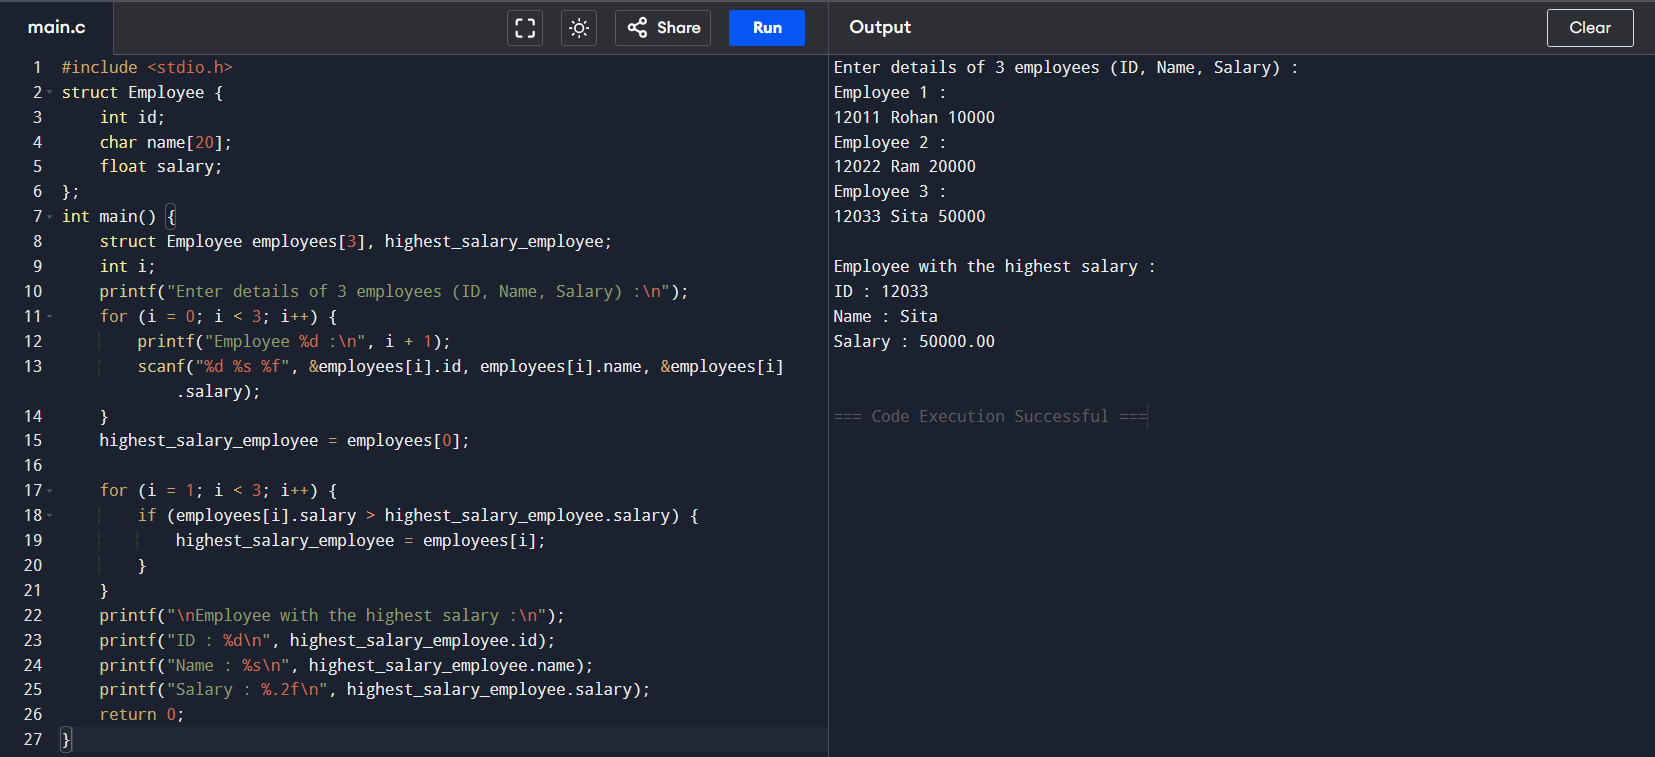 main.c
Share
Run
Output
Clear
1 #include <stdio.h>
2 struct Employee {
3     int id;
4     char name[20];
5     float salary;
6 };
7 int main() {
8     struct Employee employees[3], highest_salary_employee;
9     int i;
10     printf("Enter details of 3 employees (ID, Name, Salary) :\n");
11     for (i = 0; i < 3; i++) {
12         printf("Employee %d :\n", i + 1);
13         scanf("%d %s %f", &employees[i].id, employees[i].name, &employees[i]
            .salary);
14     }
15     highest_salary_employee = employees[0];
16
17     for (i = 1; i < 3; i++) {
18         if (employees[i].salary > highest_salary_employee.salary) {
19             highest_salary_employee = employees[i];
20         }
21     }
22     printf("\nEmployee with the highest salary :\n");
23     printf("ID : %d\n", highest_salary_employee.id);
24     printf("Name : %s\n", highest_salary_employee.name);
25     printf("Salary : %.2f\n", highest_salary_employee.salary);
26     return 0;
27 }
Enter details of 3 employees (ID, Name, Salary) :
Employee 1 :
12011 Rohan 10000
Employee 2 :
12022 Ram 20000
Employee 3 :
12033 Sita 50000
Employee with the highest salary :
ID : 12033
Name : Sita
Salary : 50000.00
=== Code Execution Successful ===